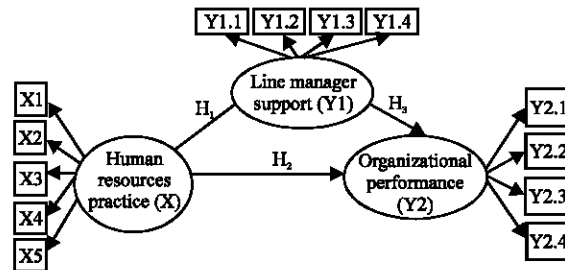 Y1.1
Y1.2
Y1.3
Y1.4
Line manager
support (Y1)
H1
H3
X1
X2
X3
X4
X5
Human
resources
practice (X)
H2
Organizational
performance
(Y2)
Y2.1
Y2.2
Y2.3
Y2.4